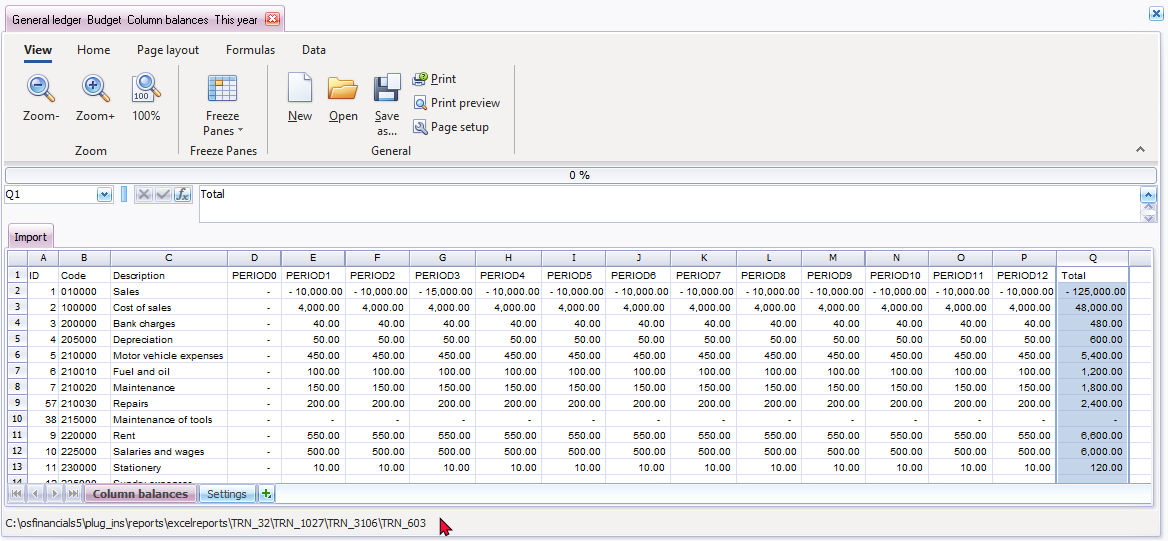 General ledger Budget Column balances This year
View Home Page layout Formulas Data
Zoom- Zoom+ 100 100% Freeze Panes New Open Save as... Print Print preview Page setup
Zoom Freeze Panes General
0 %
Q1 fx Total
Import
A B C D E F G H I J K L M N O P Q
1 ID Code Description PERIOD0 PERIOD1 PERIOD2 PERIOD3 PERIOD4 PERIOD5 PERIOD6 PERIOD7 PERIOD8 PERIOD9 PERIOD10 PERIOD11 PERIOD12 Total
2 1 010000 Sales - - 10,000.00 - 10,000.00 - 15,000.00 - 10,000.00 - 10,000.00 - 10,000.00 - 10,000.00 - 10,000.00 - 10,000.00 - 10,000.00 - 10,000.00 - 10,000.00 - 125,000.00
3 2 100000 Cost of sales - 4,000.00 4,000.00 4,000.00 4,000.00 4,000.00 4,000.00 4,000.00 4,000.00 4,000.00 4,000.00 4,000.00 4,000.00 48,000.00
4 3 200000 Bank charges - 40.00 40.00 40.00 40.00 40.00 40.00 40.00 40.00 40.00 40.00 40.00 40.00 480.00
5 4 205000 Depreciation - 50.00 50.00 50.00 50.00 50.00 50.00 50.00 50.00 50.00 50.00 50.00 50.00 600.00
6 5 210000 Motor vehicle expenses - 450.00 450.00 450.00 450.00 450.00 450.00 450.00 450.00 450.00 450.00 450.00 450.00 5,400.00
7 6 210010 Fuel and oil - 100.00 100.00 100.00 100.00 100.00 100.00 100.00 100.00 100.00 100.00 100.00 100.00 1,200.00
8 7 210020 Maintenance - 150.00 150.00 150.00 150.00 150.00 150.00 150.00 150.00 150.00 150.00 150.00 150.00 1,800.00
9 57 210030 Repairs - 200.00 200.00 200.00 200.00 200.00 200.00 200.00 200.00 200.00 200.00 200.00 200.00 2,400.00
10 38 215000 Maintenance of tools - - - - - - - - - - - - - -
11 9 220000 Rent - 550.00 550.00 550.00 550.00 550.00 550.00 550.00 550.00 550.00 550.00 550.00 550.00 6,600.00
12 10 225000 Salaries and wages - 500.00 500.00 500.00 500.00 500.00 500.00 500.00 500.00 500.00 500.00 500.00 500.00 6,000.00
13 11 230000 Stationery - 10.00 10.00 10.00 10.00 10.00 10.00 10.00 10.00 10.00 10.00 10.00 10.00 120.00
Column balances Settings
C:\osfinancials5\plug_ins\reports\excelreports\TRN_32\TRN_1027\TRN_3106\TRN_603